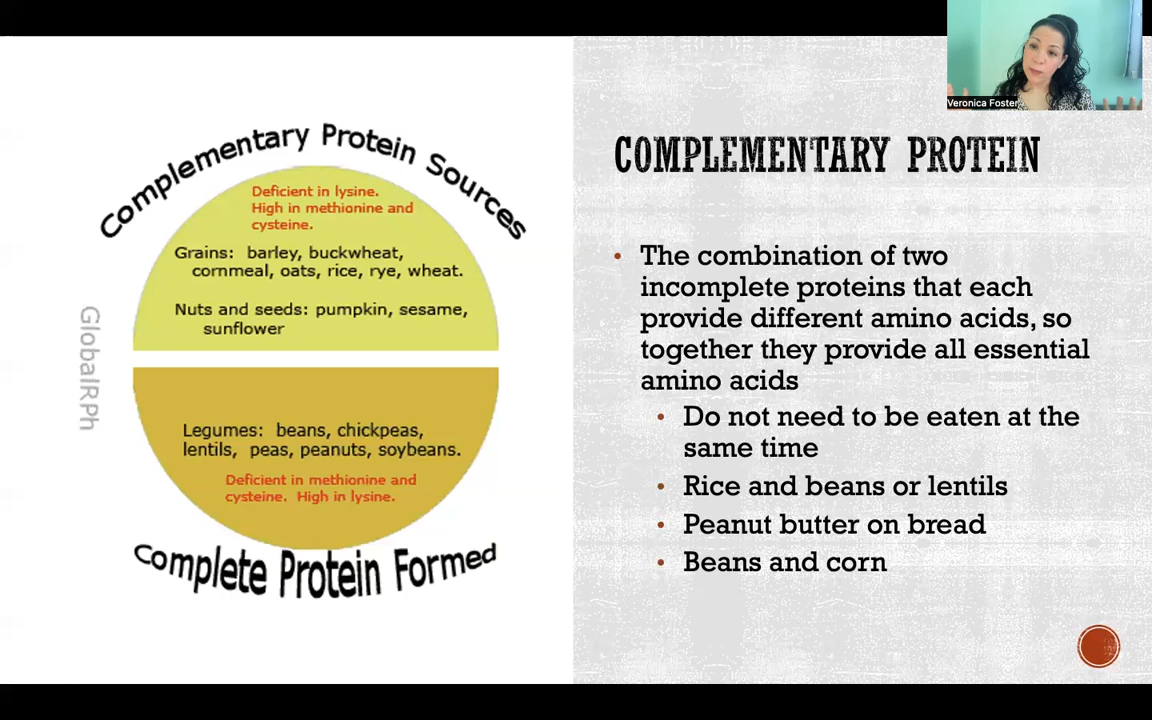 Veronica Foster
Complementary Protein Sources
Deficient in lysine.
High in methionine and
cysteine.
Grains: barley, buckwheat,
cornmeal, oats, rice, rye, wheat.
Nuts and seeds: pumpkin, sesame,
sunflower
GlobalRPh
Legumes: beans, chickpeas,
lentils, peas, peanuts, soybeans.
Deficient in methionine and
cysteine. High in lysine.
Complete Protein Formed
COMPLEMENTARY PROTEIN
• The combination of two
incomplete proteins that each
provide different amino acids, so
together they provide all essential
amino acids
• Do not need to be eaten at the
same time
• Rice and beans or lentils
• Peanut butter on bread
• Beans and corn